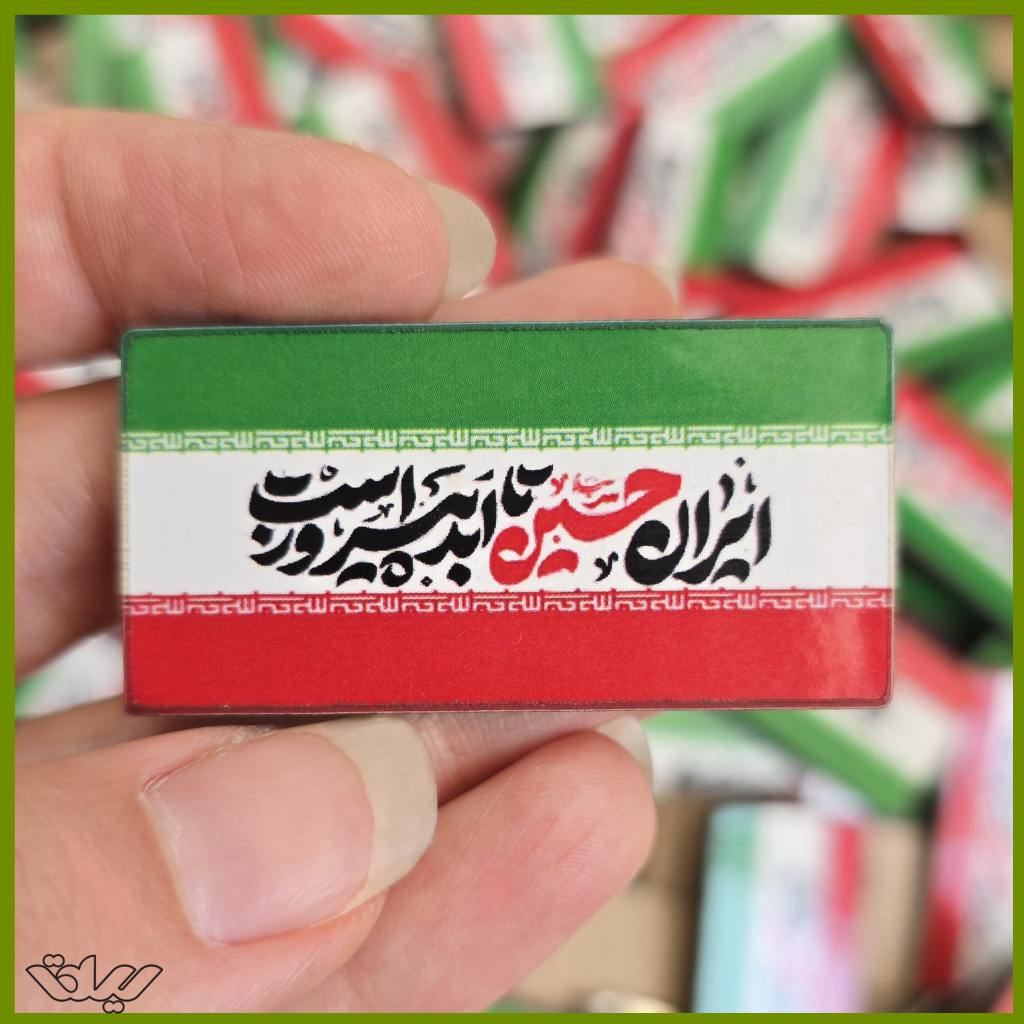 ایران حسین تا ابد پیروز است